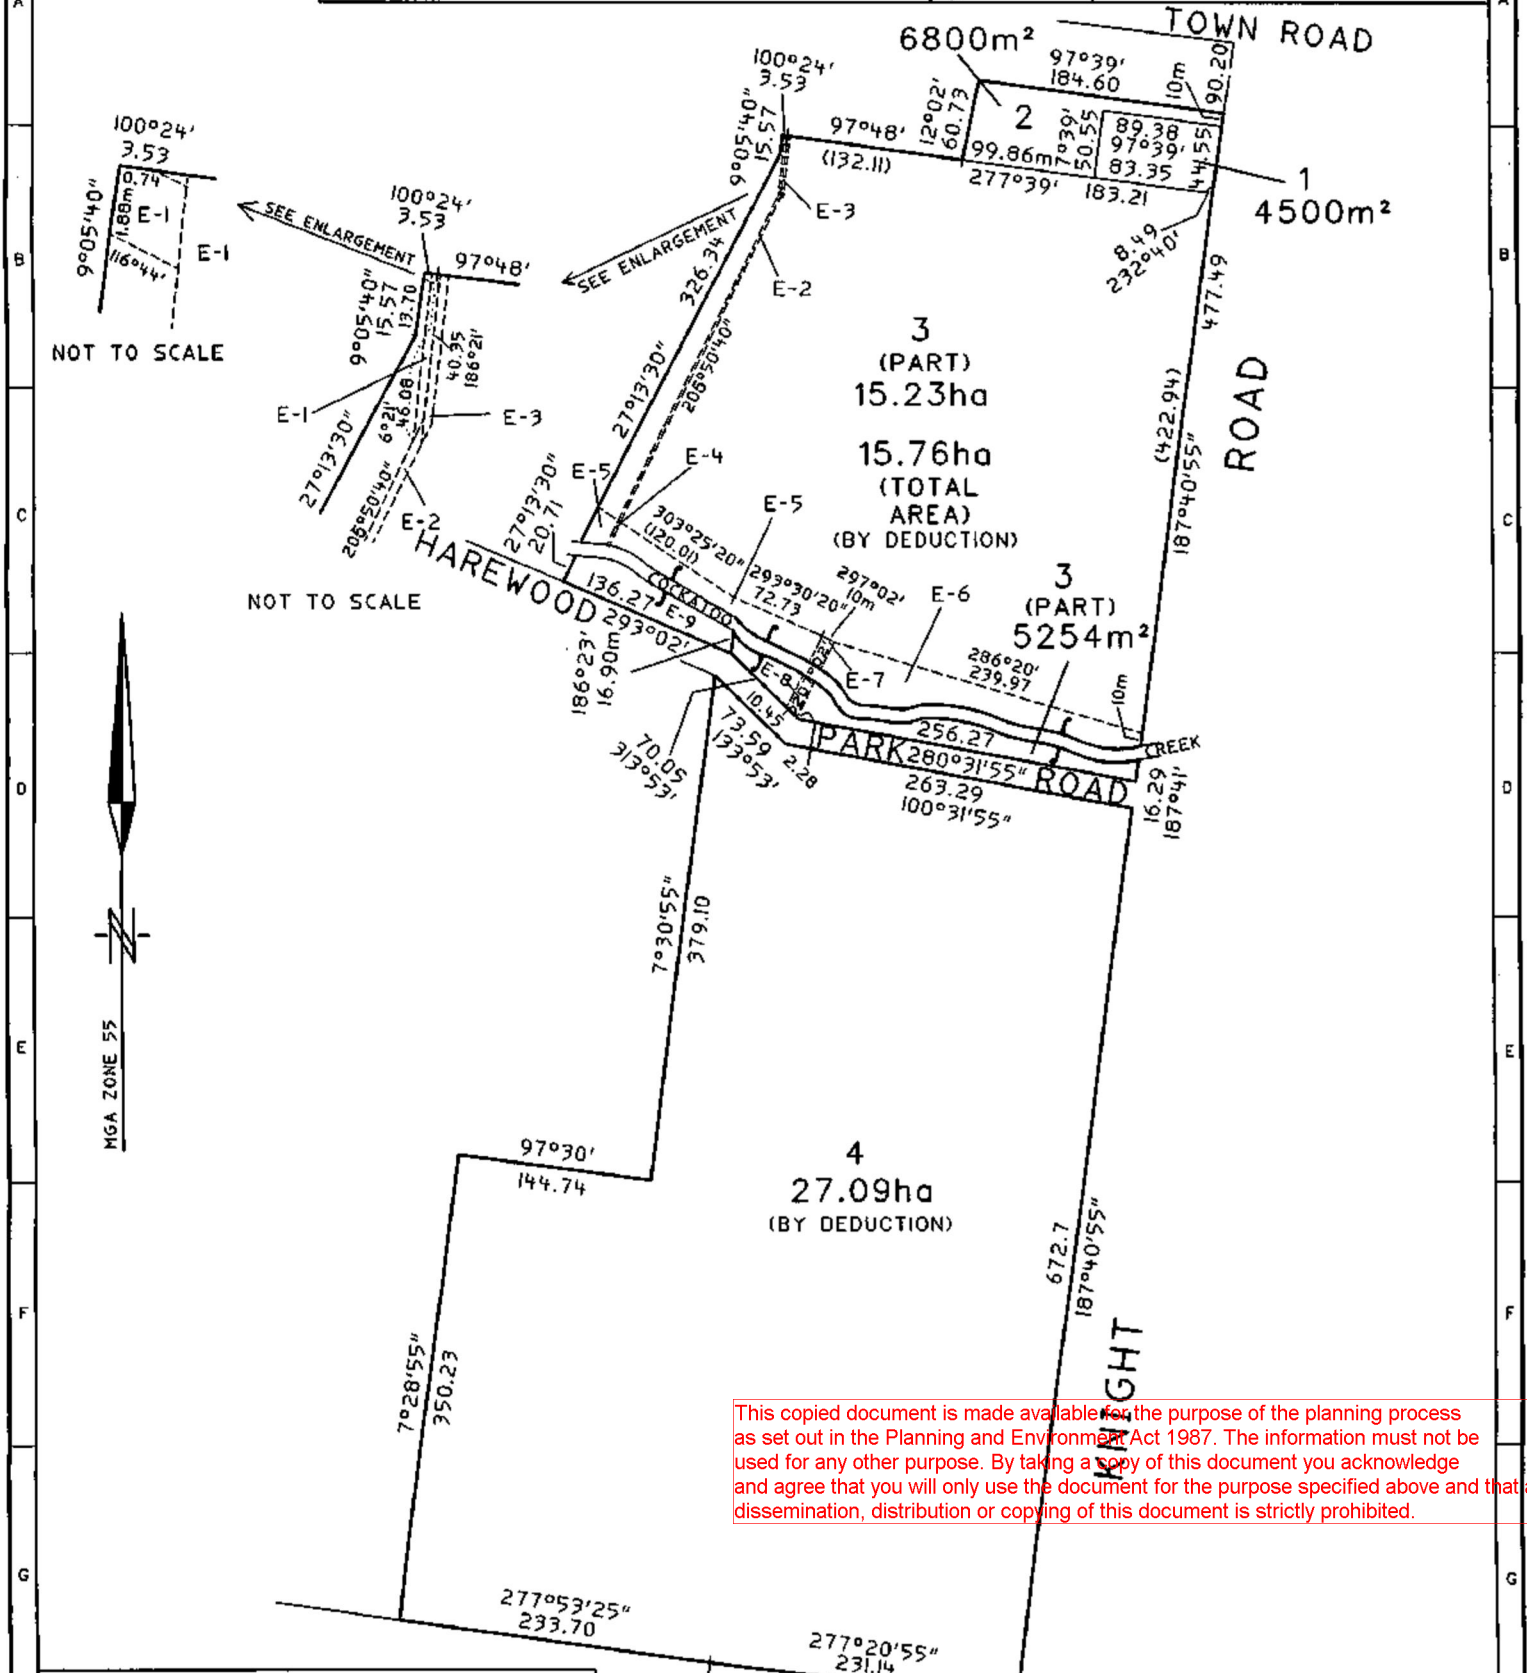 A
A
TOWN ROAD
6800m²
97°39'
184.60
10m
190.20
100°24'
3.53
9°05'40"
15.57
97°48'
(132.11)
12°02'
60.73
2
99.86m
277°39'
7°39'
50.55
89.38
97°39'
83.35
44.55
183.21
1
4500m²
8.49
232°40'
100°24'
3.53
0.74
1.88m
E-1
E-1
116°44'
9°05'40"
NOT TO SCALE
SEE ENLARGEMENT
100°24'
3.53
97°48'
9°05'40"
15.57
13.70
40.35
186°21'
E-1
6°21'
46.08
E-3
27°13'30"
206°50'40"
E-2
NOT TO SCALE
SEE ENLARGEMENT
E-3
E-2
326.34
27°13'30"
206°50'40"
B
B
3
(PART)
15.23ha
15.76ha
(TOTAL
AREA)
(BY DEDUCTION)
477.49
(422.94)
187°40'55"
ROAD
C
C
E-4
E-5
27°13'30"
20.71
303°25'20"
(120.01)
E-5
293°30'20"
72.73
297°02'
10m
E-6
3
(PART)
5254m²
HAREWOOD
136.27
293°02'
COCKATOO
E-9
186°23'
16.90m
E-8
E-7
286°20'
239.97
10m
CREEK
10.45
73.59
133°53'
70.05
313°53'
2.28
PARK
256.27
280°31'55"
ROAD
263.29
100°31'55"
16.29
187°41'
D
D
7°30'55"
379.10
MGA ZONE 55
E
E
97°30'
144.74
4
27.09ha
(BY DEDUCTION)
672.7
187°40'55"
F
F
7°28'55"
350.23
KNIGHT
This copied document is made available for the purpose of the planning process
as set out in the Planning and Environment Act 1987. The information must not be
used for any other purpose. By taking a copy of this document you acknowledge
and agree that you will only use the document for the purpose specified above and that
dissemination, distribution or copying of this document is strictly prohibited.
G
G
277°53'25"
233.70
277°20'55"
231.14